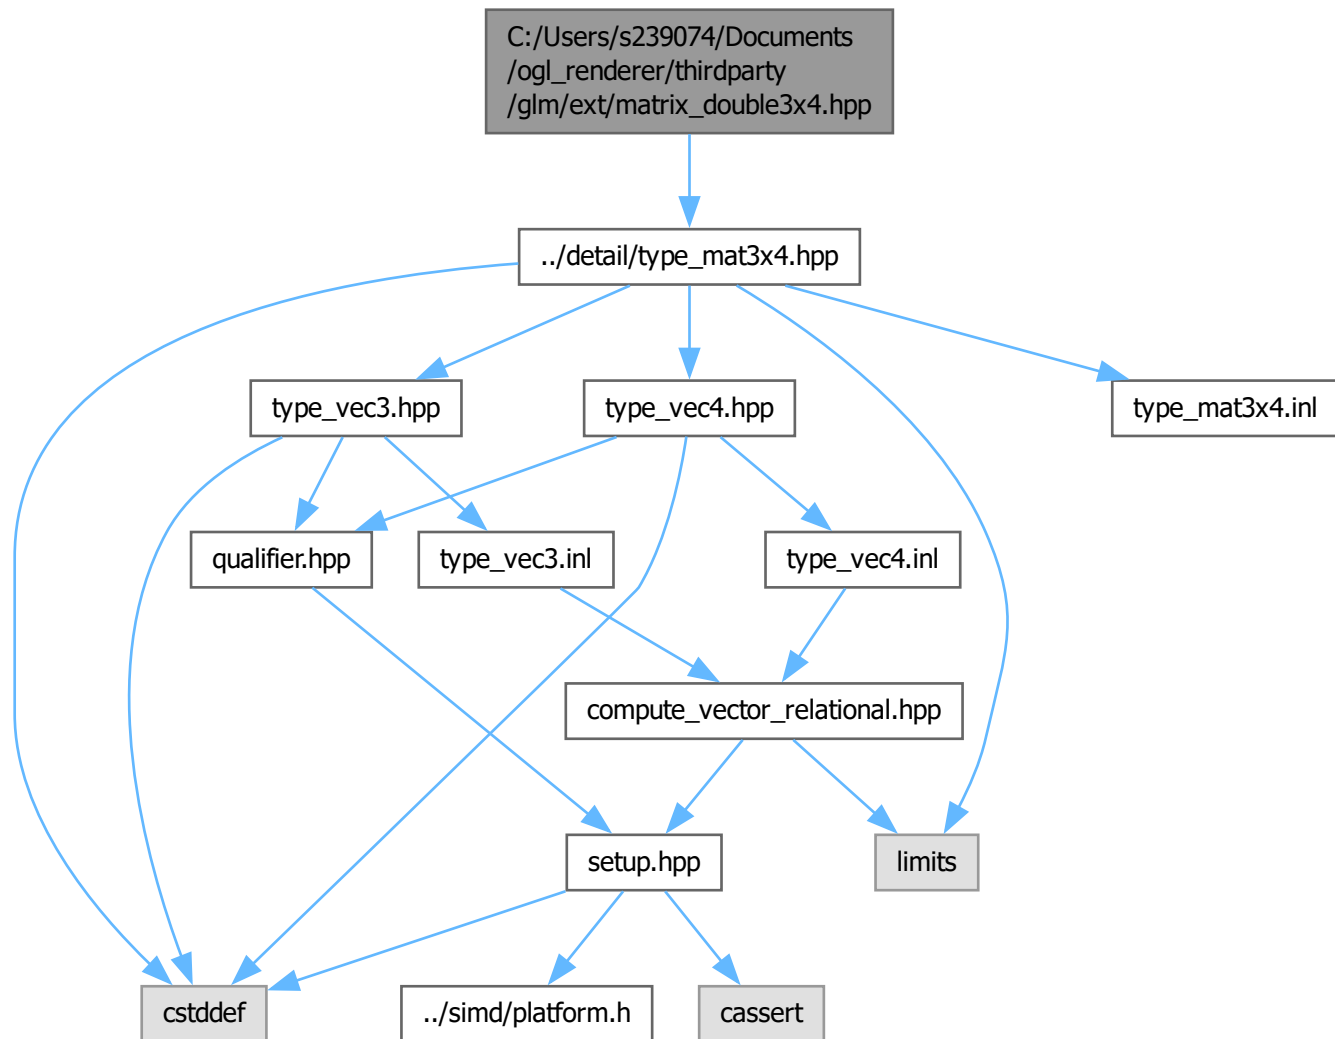 C:/Users/s239074/Documents
/ogl_renderer/thirdparty
/glm/ext/matrix_double3x4.hpp
../detail/type_mat3x4.hpp
type_vec3.hpp
type_vec4.hpp
type_mat3x4.inl
qualifier.hpp
type_vec3.inl
type_vec4.inl
compute_vector_relational.hpp
setup.hpp
limits
cstddef
../simd/platform.h
cassert